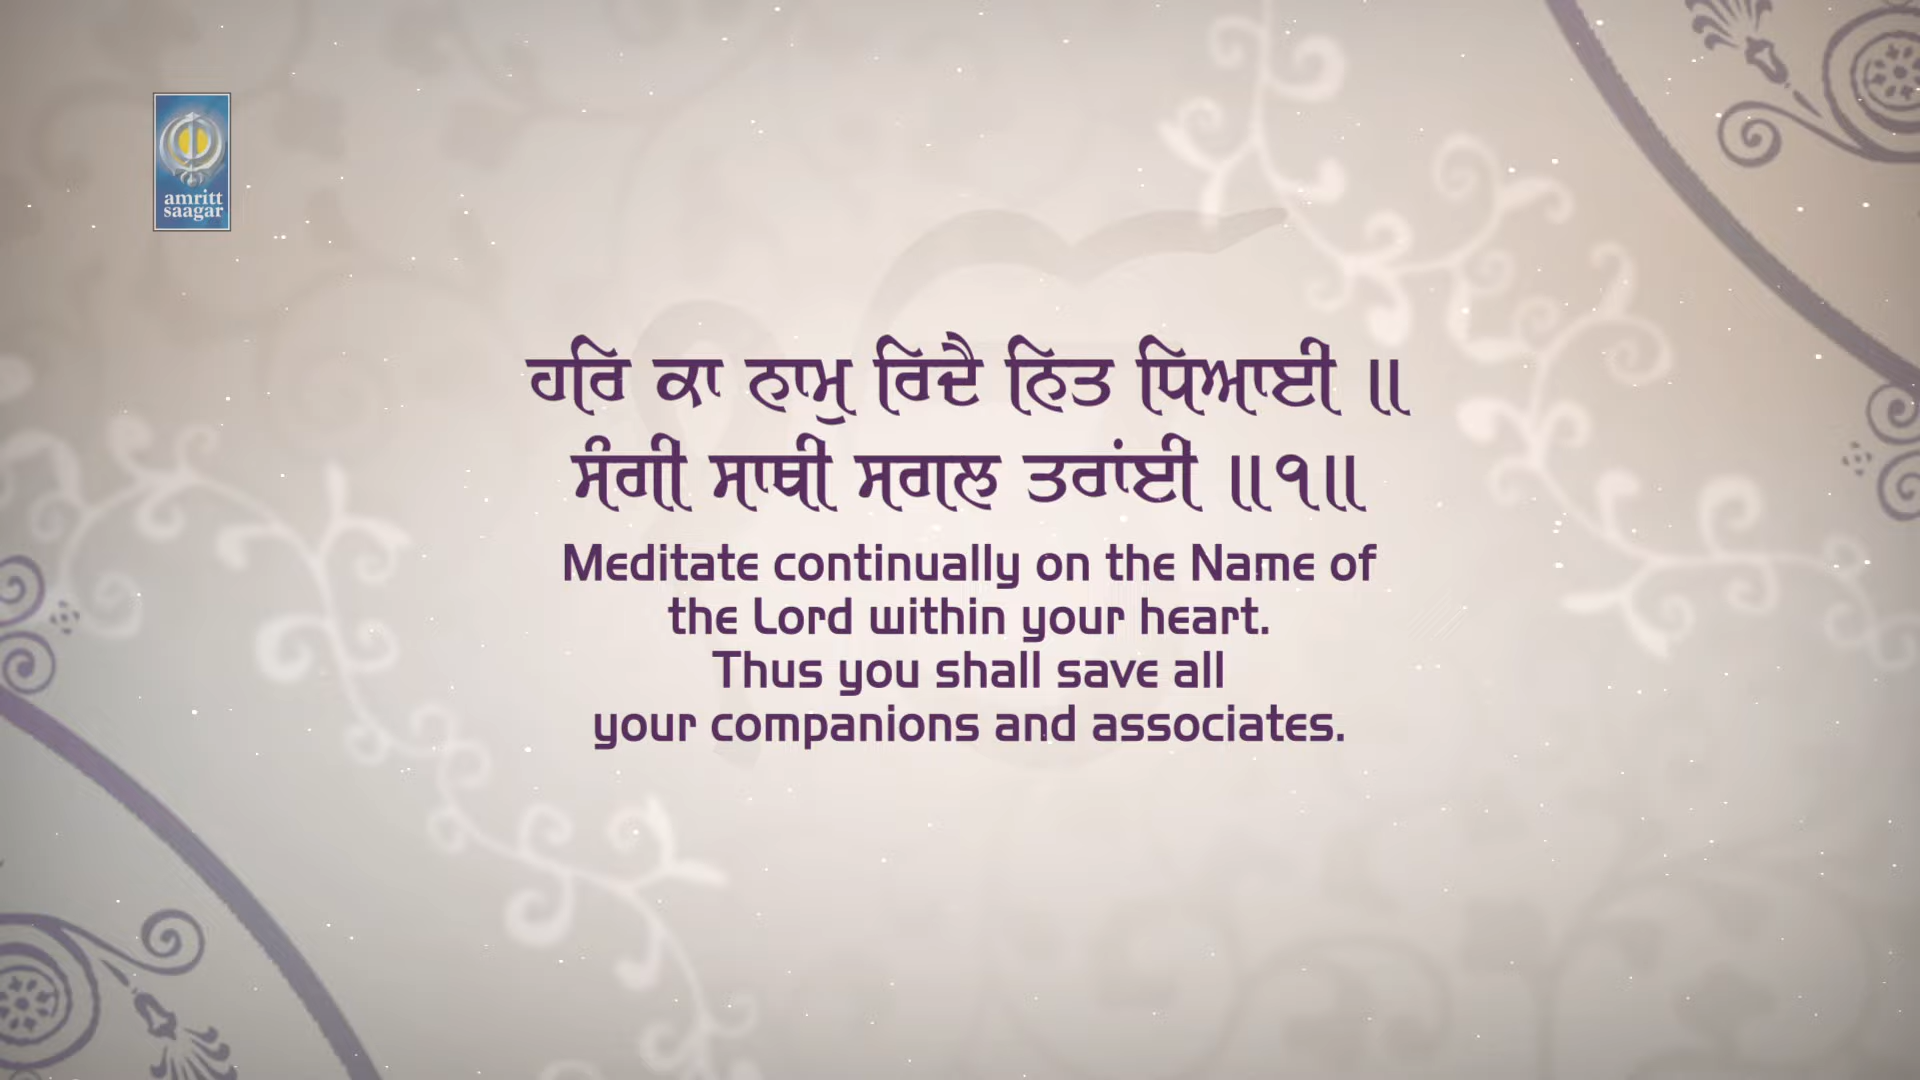 amritt
saagar
ਹਰਿ ਕਾ ਨਾਮੁ ਰਿਦੈ ਨਿਤ ਧਿਆਈ ॥
ਸੰਗੀ ਸਾਥੀ ਸਗਲ ਤਰਾਂਈ ॥੧॥
Meditate continually on the Name of
the Lord within your heart.
Thus you shall save all
your companions and associates.